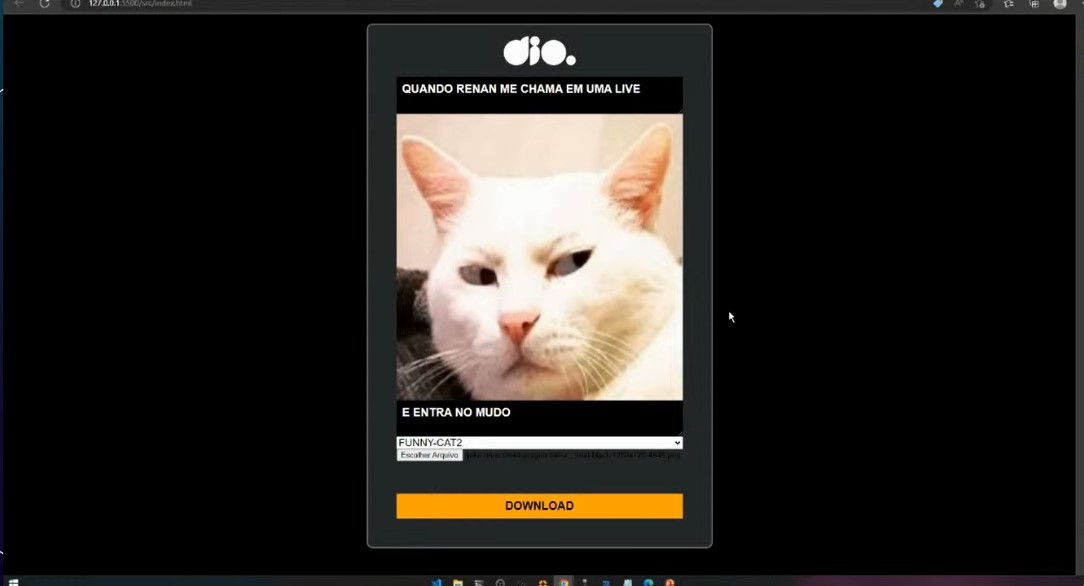 127.0.0.1:5500/src/index.html
dio.
QUANDO RENAN ME CHAMA EM UMA LIVE
E ENTRA NO MUDO
FUNNY-CAT2
Escolher Arquivo
DOWNLOAD